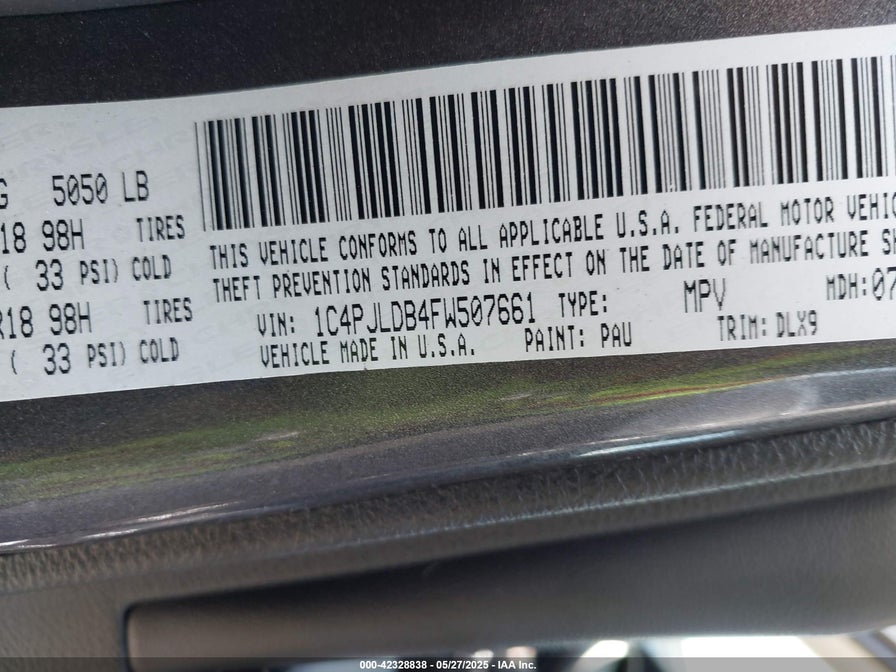 G 5050 LB
R18 98H TIRES
( 33 PSI) COLD
R18 98H TIRES
( 33 PSI) COLD
THIS VEHICLE CONFORMS TO ALL APPLICABLE U.S.A. FEDERAL MOTOR VEHIC
THEFT PREVENTION STANDARDS IN EFFECT ON THE DATE OF MANUFACTURE SH
VIN: 1C4PJLDB4FW507661 TYPE: MPV MDH:07
VEHICLE MADE IN U.S.A. PAINT: PAU TRIM: DLX9
000-42328838 - 05/27/2025 - IAA Inc.